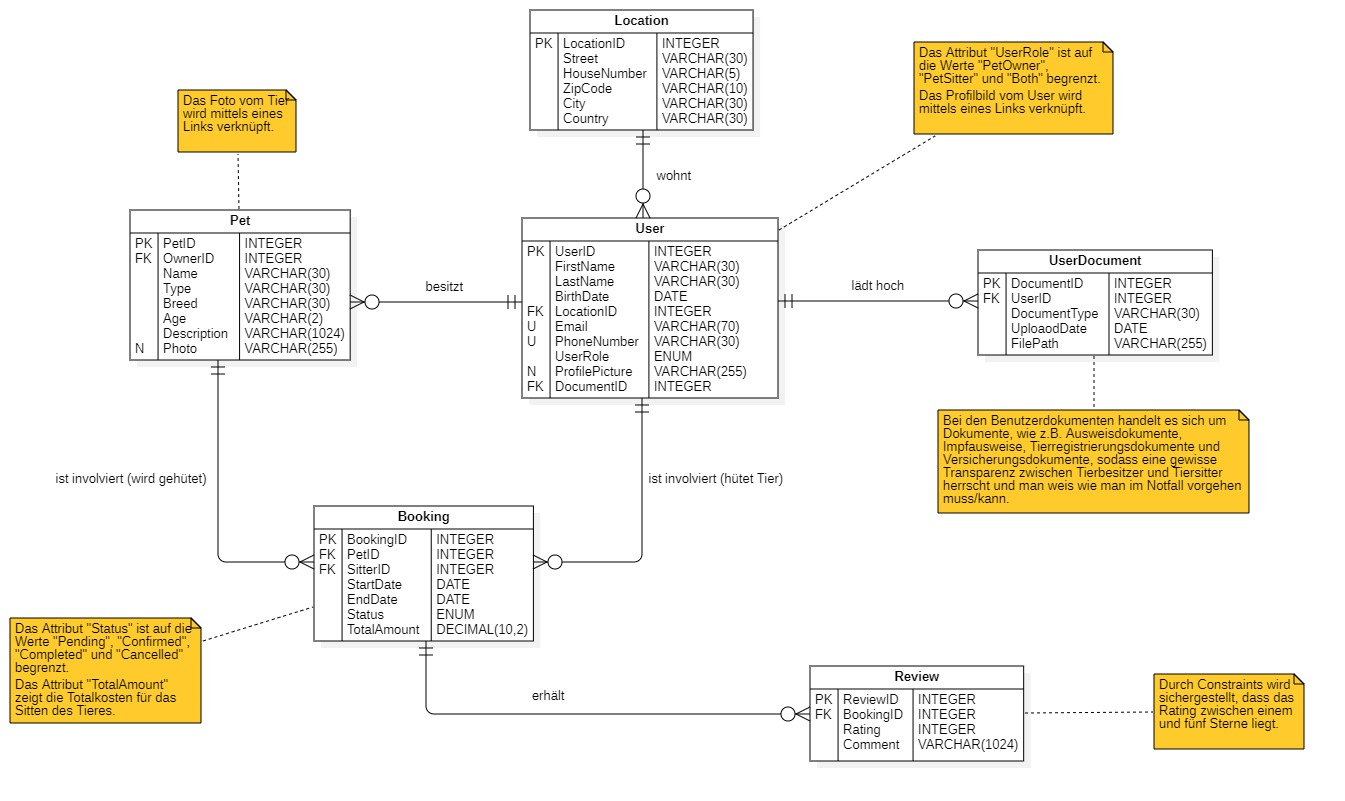 Location
PK LocationID INTEGER
Street VARCHAR(30)
HouseNumber VARCHAR(5)
ZipCode VARCHAR(10)
City VARCHAR(30)
Country VARCHAR(30)
Das Attribut "UserRole" ist auf
die Werte "PetOwner",
"PetSitter" und "Both" begrenzt.
Das Profilbild vom User wird
mittels eines Links verknüpft.
Das Foto vom Tier
wird mittels eines
Links verknüpft.
wohnt
Pet
PK PetID INTEGER
FK OwnerID INTEGER
Name VARCHAR(30)
Type VARCHAR(30)
Breed VARCHAR(30)
Age VARCHAR(2)
Description VARCHAR(1024)
N Photo VARCHAR(255)
besitzt
User
PK UserID INTEGER
FirstName VARCHAR(30)
LastName VARCHAR(30)
BirthDate DATE
FK LocationID INTEGER
U Email VARCHAR(70)
U PhoneNumber VARCHAR(30)
UserRole ENUM
N ProfilePicture VARCHAR(255)
FK DocumentID INTEGER
lädt hoch
UserDocument
PK DocumentID INTEGER
FK UserID INTEGER
DocumentType VARCHAR(30)
UploaodDate DATE
FilePath VARCHAR(255)
Bei den Benutzerdokumenten handelt es sich um
Dokumente, wie z.B. Ausweisdokumente,
Impfausweise, Tierregistrierungsdokumente und
Versicherungsdokumente, sodass eine gewisse
Transparenz zwischen Tierbesitzer und Tiersitter
herrscht und man weis wie man im Notfall vorgehen
muss/kann.
ist involviert (wird gehütet)
ist involviert (hütet Tier)
Booking
PK BookingID INTEGER
FK PetID INTEGER
FK SitterID INTEGER
StartDate DATE
EndDate DATE
Status ENUM
TotalAmount DECIMAL(10,2)
Das Attribut "Status" ist auf die
Werte "Pending", "Confirmed",
"Completed" und "Cancelled"
begrenzt.
Das Attribut "TotalAmount"
zeigt die Totalkosten für das
Sitten des Tieres.
erhält
Review
PK ReviewID INTEGER
FK BookingID INTEGER
Rating INTEGER
Comment VARCHAR(1024)
Durch Constraints wird
sichergestellt, dass das
Rating zwischen einem
und fünf Sterne liegt.